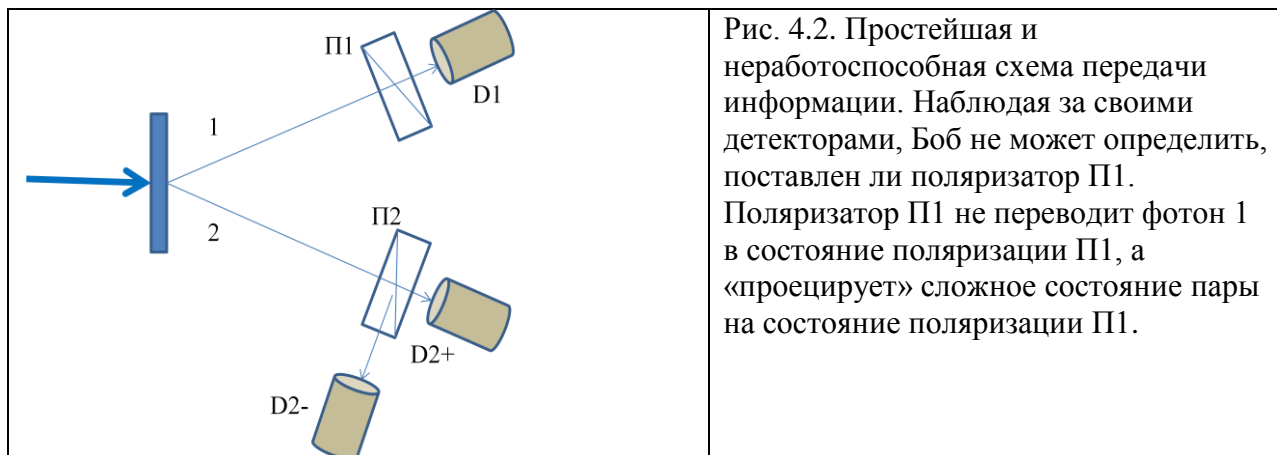 П1
D1
1
2
П2
D2+
D2-
Рис. 4.2. Простейшая и
неработоспособная схема передачи
информации. Наблюдая за своими
детекторами, Боб не может определить,
поставлен ли поляризатор П1.
Поляризатор П1 не переводит фотон 1
в состояние поляризации П1, а
«проецирует» сложное состояние пары
на состояние поляризации П1.